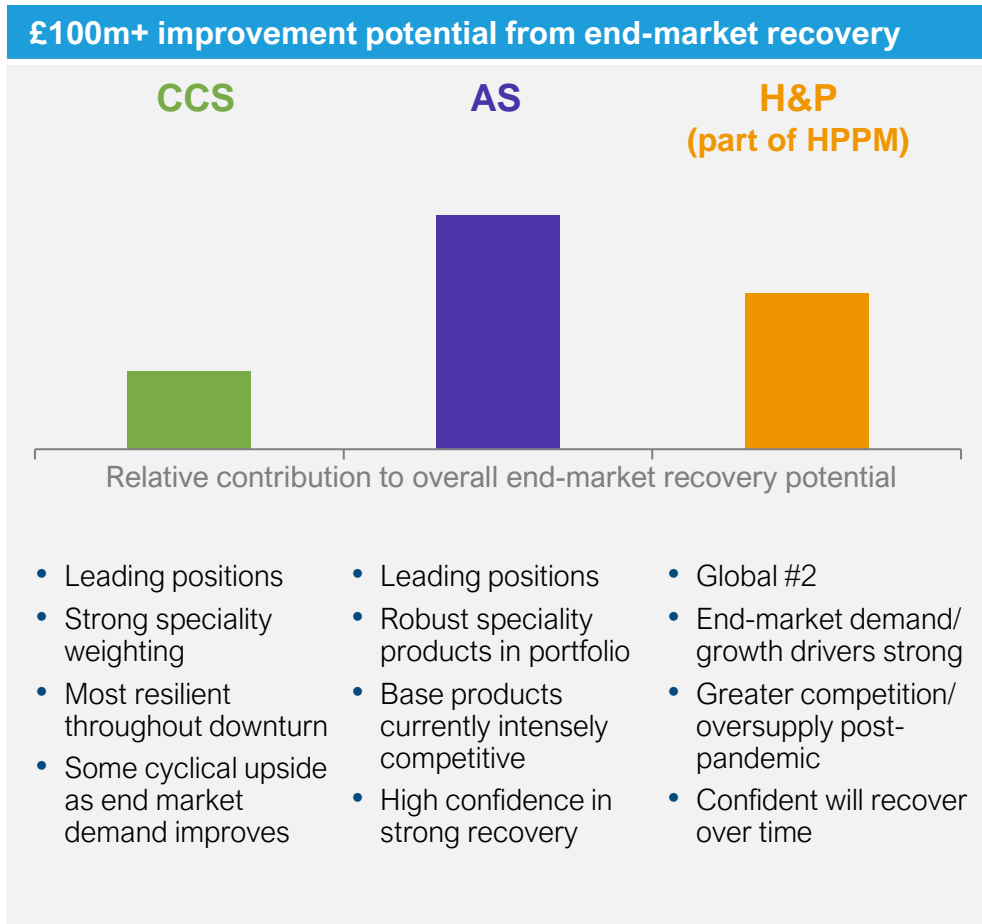 £100m+ improvement potential from end-market recovery
CCS
AS
H&P
(part of HPPM)
Relative contribution to overall end-market recovery potential
• Leading positions
• Strong speciality
weighting
• Most resilient
throughout downturn
• Some cyclical upside
as end market
demand improves
• Leading positions
• Robust speciality
products in portfolio
• Base products
currently intensely
competitive
• High confidence in
strong recovery
• Global #2
• End-market demand/
growth drivers strong
• Greater competition/
oversupply post-
pandemic
• Confident will recover
over time